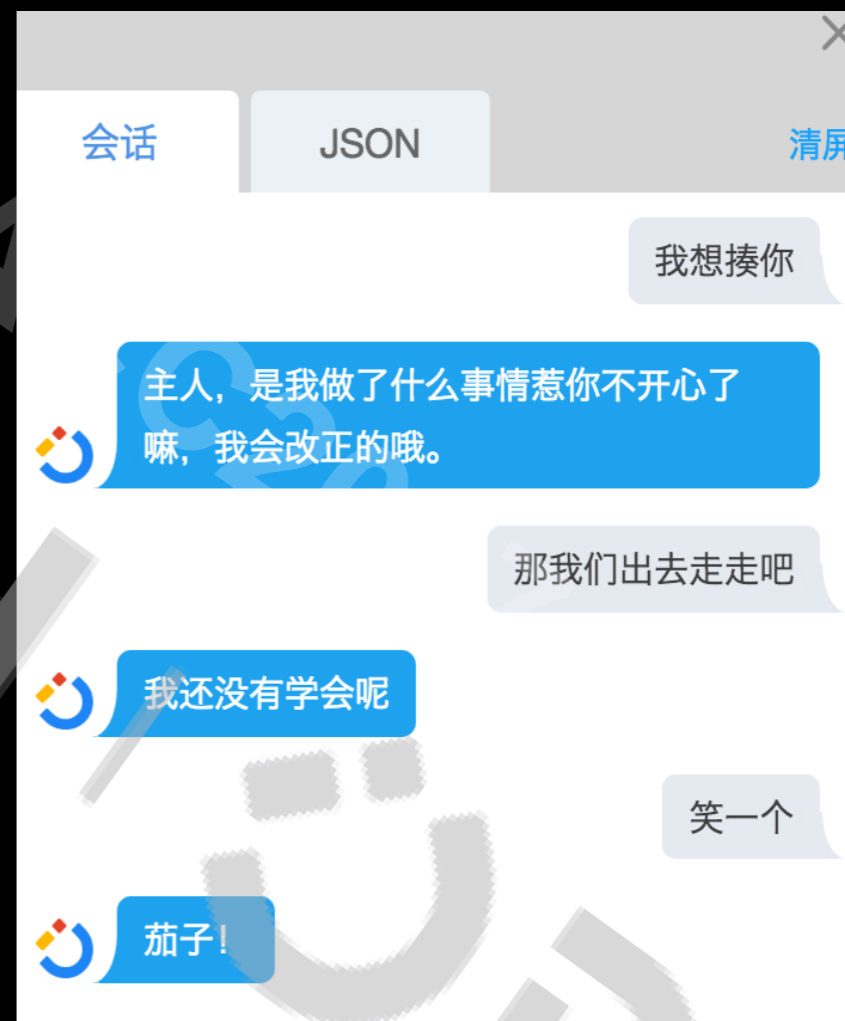 会话
JSON
清屏
我想揍你
主人，是我做了什么事情惹你不开心了
嘛，我会改正的哦。
那我们出去走走吧
我还没有学会呢
笑一个
茄子！